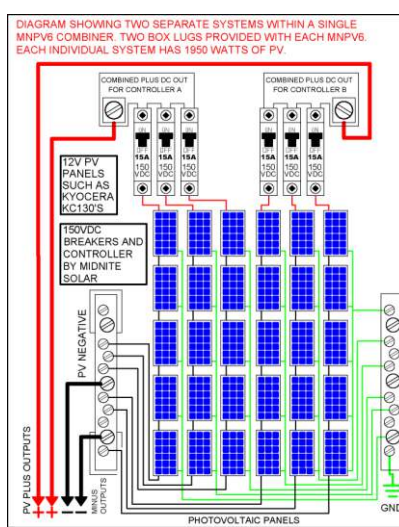 DIAGRAM SHOWING TWO SEPARATE SYSTEMS WITHIN A SINGLE
MNPV6 COMBINER. TWO BOX LUGS PROVIDED WITH EACH MNPV6.
EACH INDIVIDUAL SYSTEM HAS 1950 WATTS OF PV.
COMBINED PLUS DC OUT
FOR CONTROLLER A
COMBINED PLUS DC OUT
FOR CONTROLLER B
ON ON ON ON ON ON
OFF OFF OFF OFF OFF OFF
15A 15A 15A 15A 15A 15A
150 150 150 150 150 150
VDC VDC VDC VDC VDC VDC
12V PV
PANELS
SUCH AS
KYOCERA
KC130'S
150VDC
BREAKERS AND
CONTROLLER
BY MIDNITE
SOLAR
PV NEGATIVE
PV PLUS OUTPUTS
MINUS
OUTPUTS
GND
PHOTOVOLTAIC PANELS